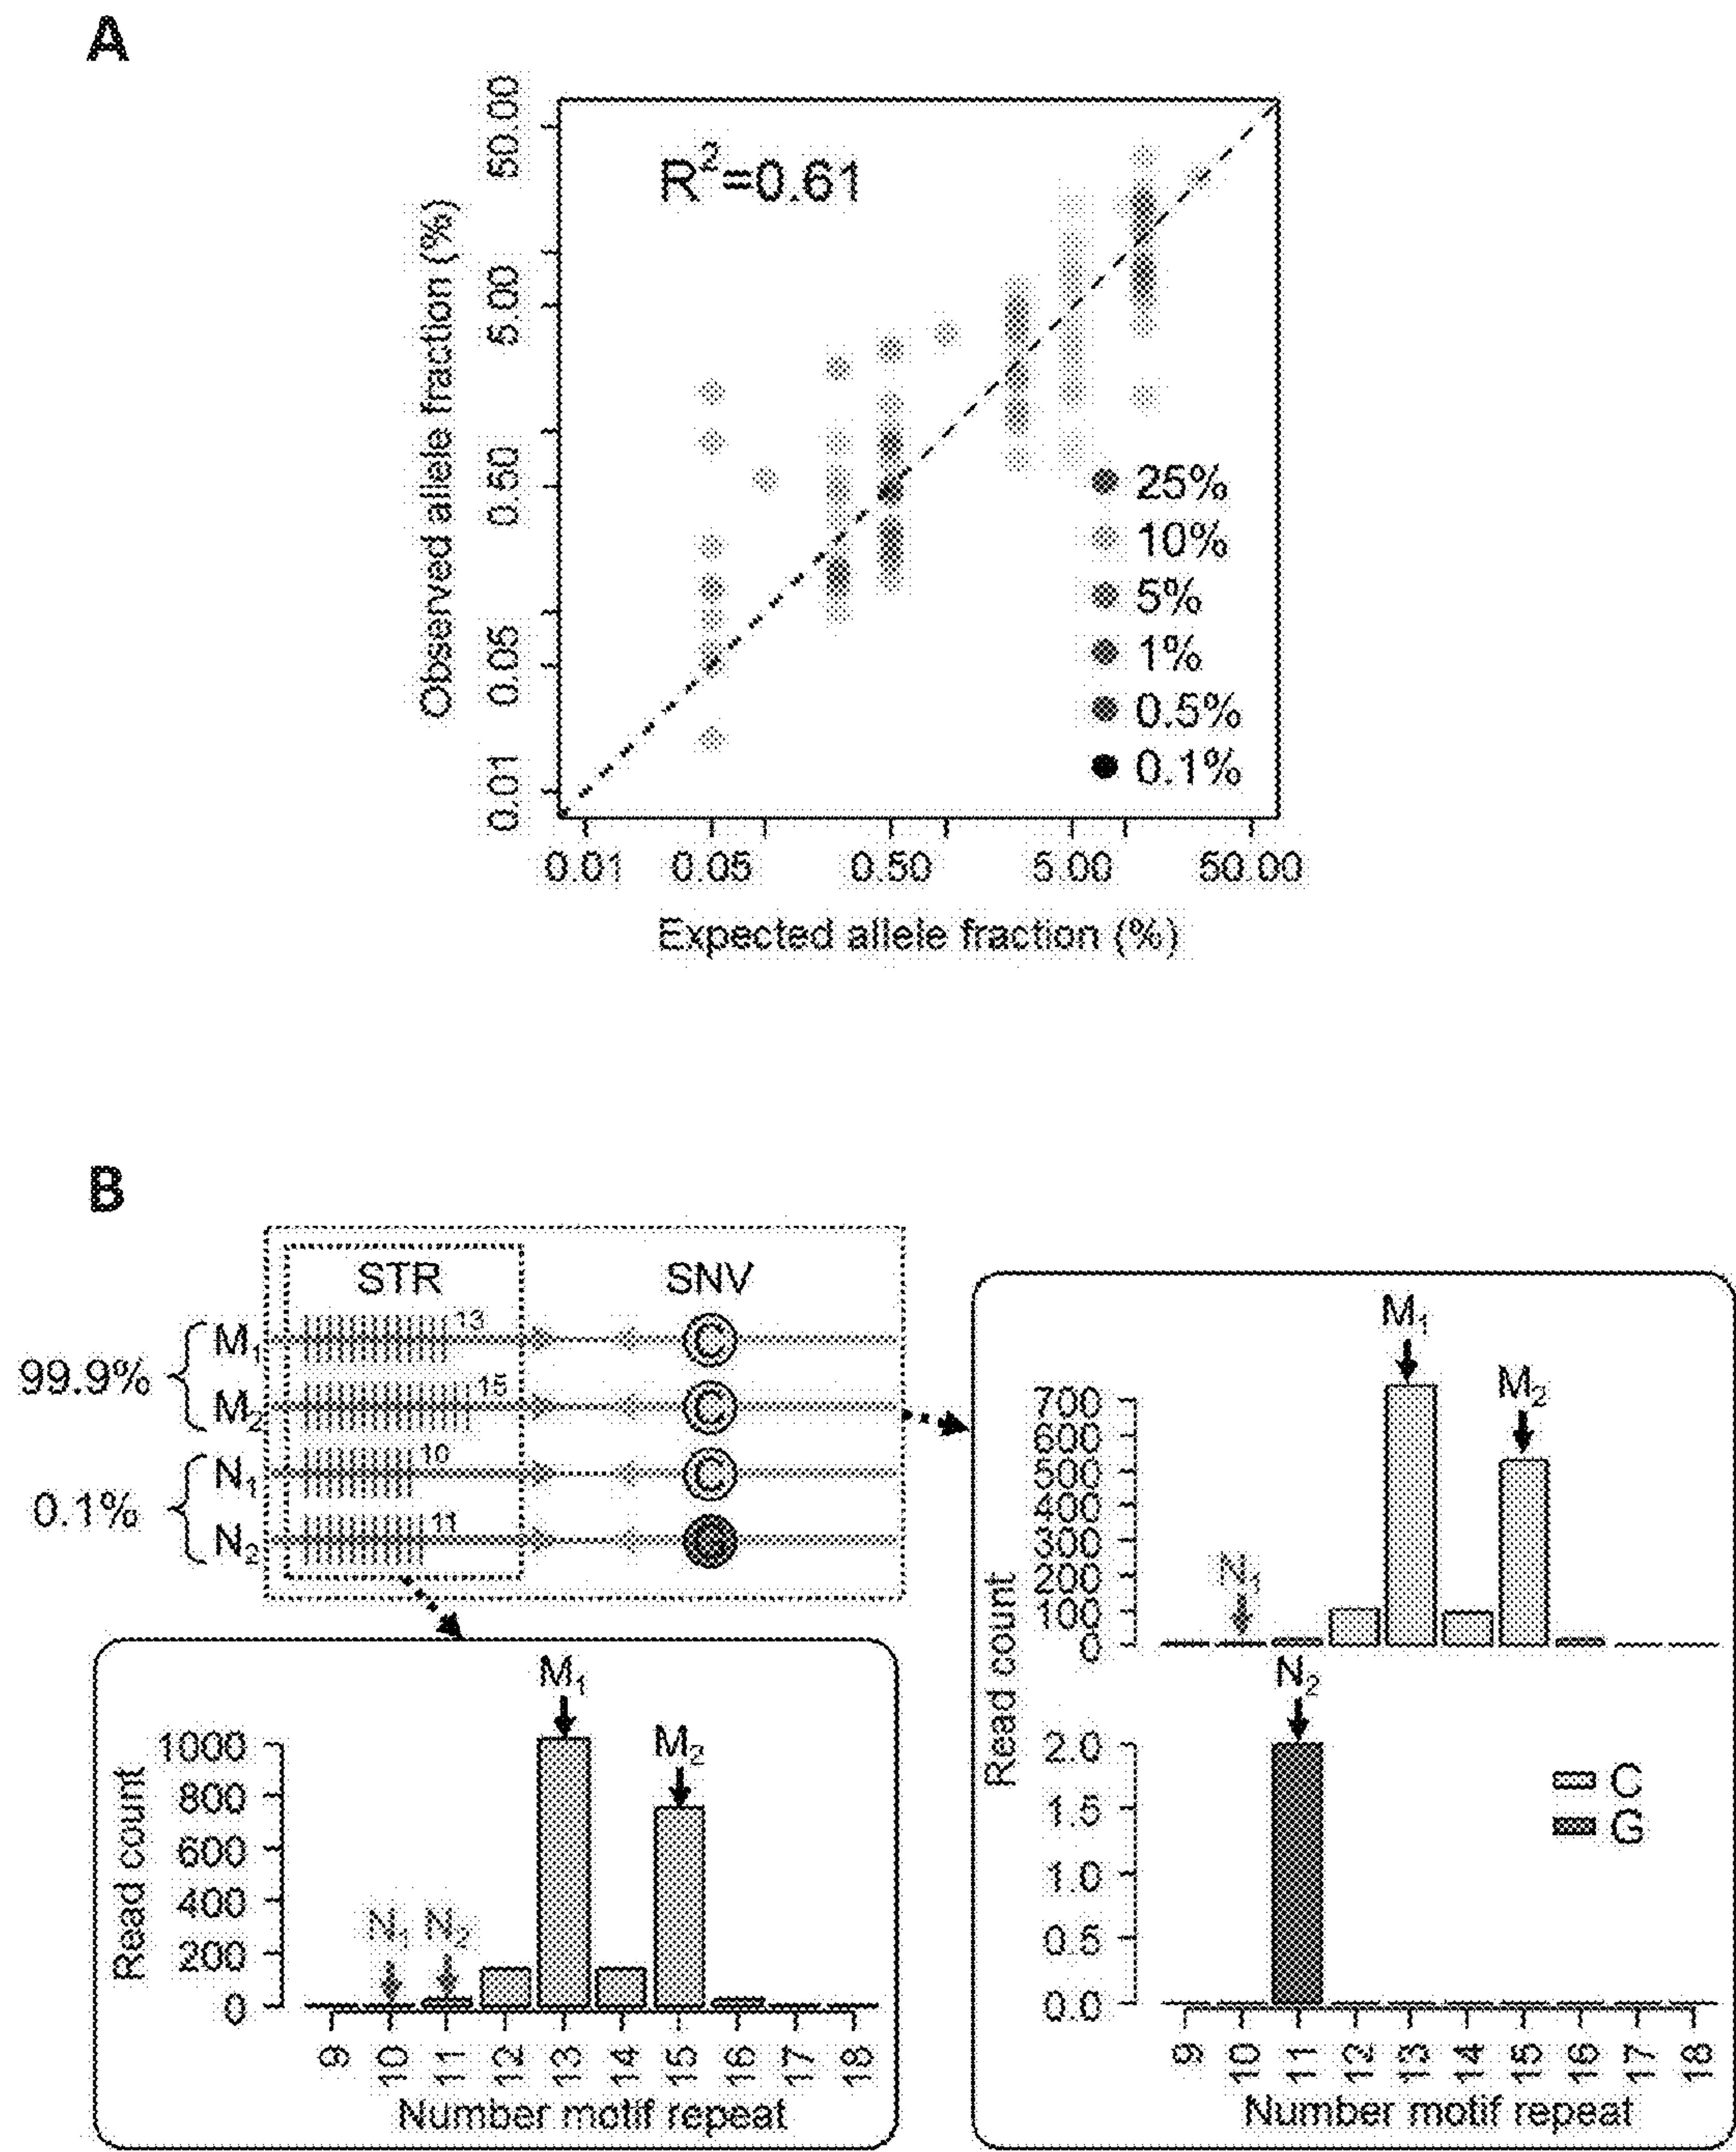 A
R²=0.61
Observed allele fraction (%)
50.00
5.00
0.50
0.05
0.01
25%
10%
5%
1%
0.5%
0.1%
0.01 0.05 0.50 5.00 50.00
Expected allele fraction (%)
B
STR SNV
99.9%
M₁ 13 C
M₂ 15 C
0.1%
N₁ 10 C
N₂ 11
M₁
M₂
N₁ N₂
Read count
1000
800
600
400
200
0
9 10 11 12 13 14 15 16 17 18
Number motif repeat
M₁
M₂
N₁
Read count
700
600
500
400
300
200
100
0
N₂
2.0
1.5
1.0
0.5
0.0
C
G
9 10 11 12 13 14 15 16 17 18
Number motif repeat